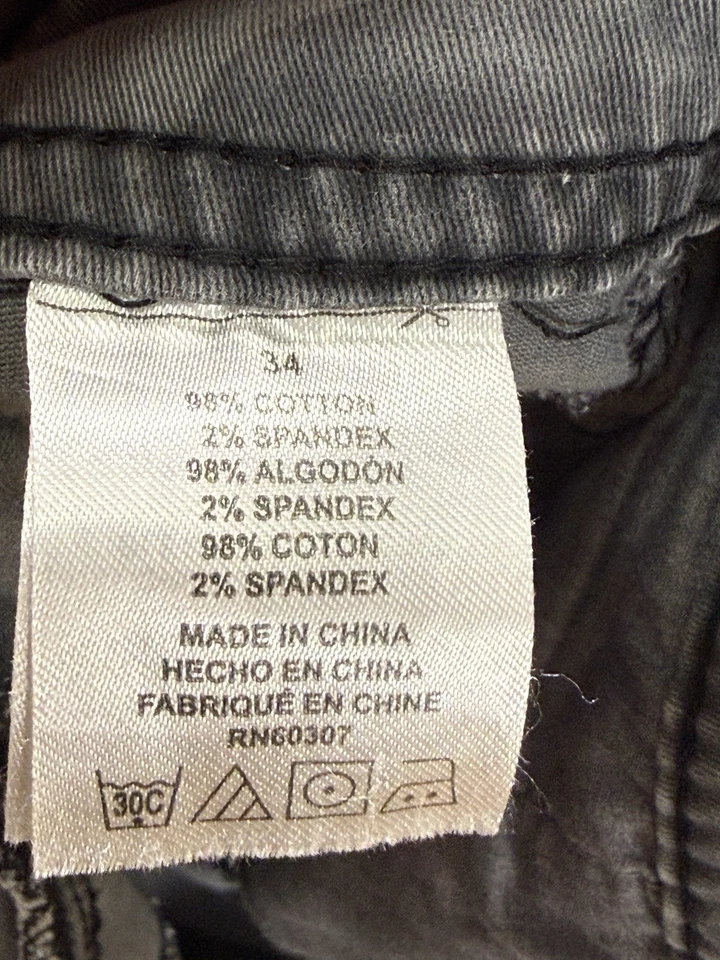 34
98% COTTON
2% SPANDEX
98% ALGODÓN
2% SPANDEX
98% COTON
2% SPANDEX
MADE IN CHINA
HECHO EN CHINA
FABRIQUÉ EN CHINE
RN60307
30C